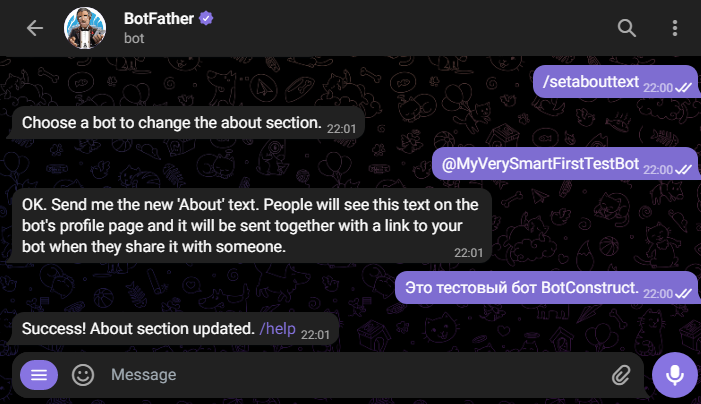 BotFather
bot
/setabouttext 22:00
Choose a bot to change the about section. 22:01
@MyVerySmartFirstTestBot 22:00
OK. Send me the new 'About' text. People will see this text on the
bot's profile page and it will be sent together with a link to your
bot when they share it with someone.
22:01
Это тестовый бот BotConstruct. 22:00
Success! About section updated. /help 22:01
Message